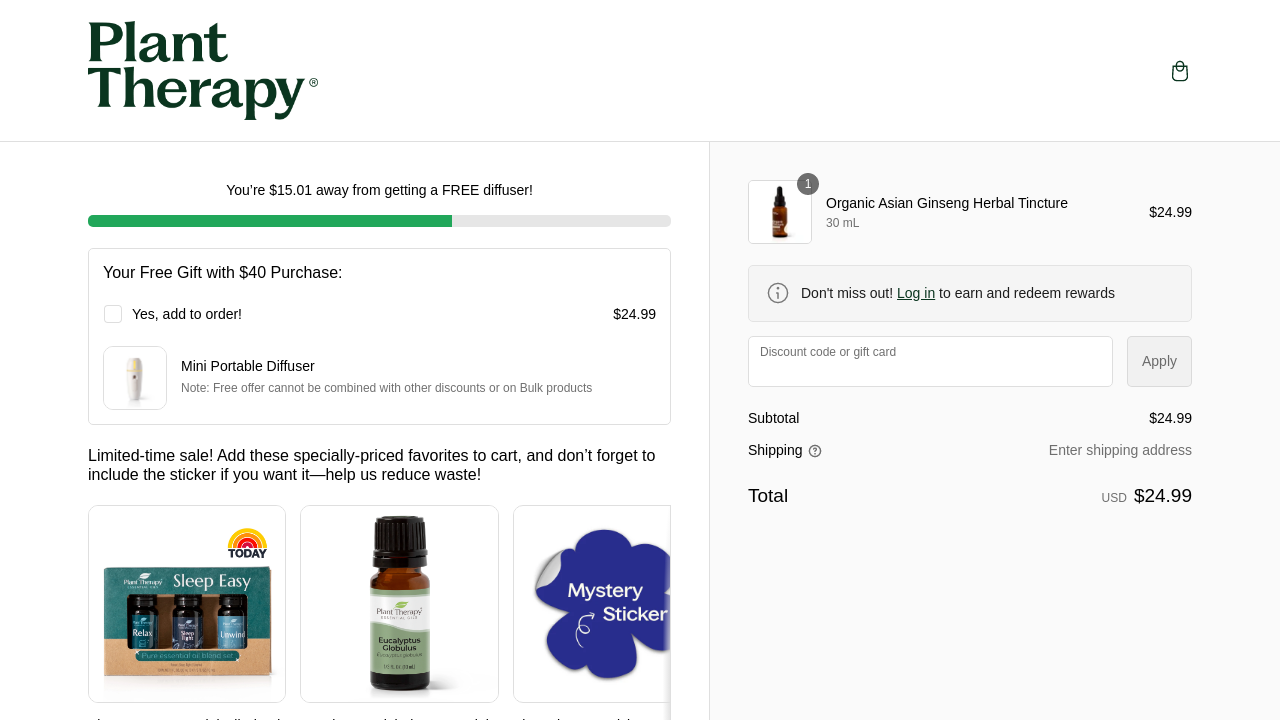 Plant
Therapy®
You’re $15.01 away from getting a FREE diffuser!
Your Free Gift with $40 Purchase:
Yes, add to order!
$24.99
Mini Portable Diffuser
Note: Free offer cannot be combined with other discounts or on Bulk products
Limited-time sale! Add these specially-priced favorites to cart, and don’t forget to
include the sticker if you want it—help us reduce waste!
TODAY
Plant Therapy
Sleep Easy
Relax
Sleep Tight
Unwind
Pure essential oil blend set
Plant Therapy
ESSENTIAL OILS
Eucalyptus
Globulus
Eucalyptus globulus
Mystery
Sticker
1
Organic Asian Ginseng Herbal Tincture
30 mL
$24.99
Don't miss out! Log in to earn and redeem rewards
Discount code or gift card
Apply
Subtotal
$24.99
Shipping
Enter shipping address
Total
USD $24.99